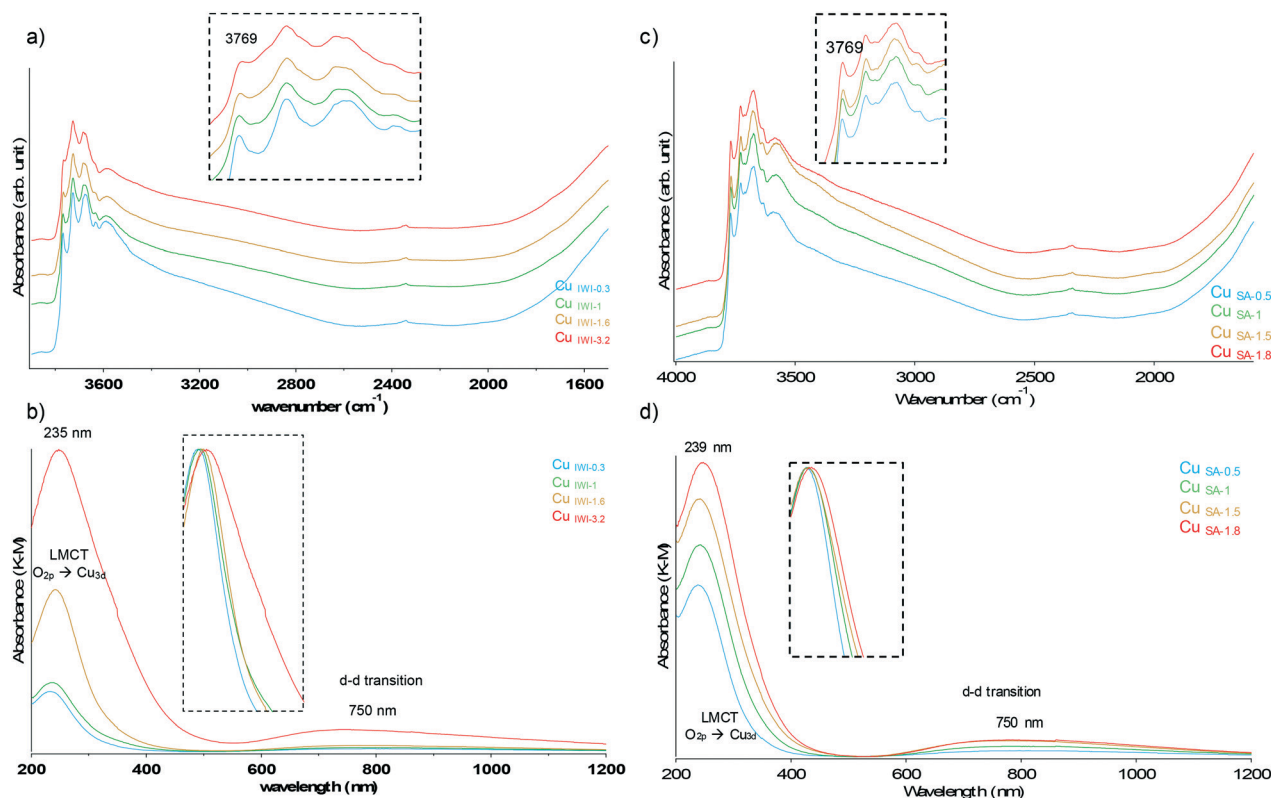 a)
3769
Absorbance (arb. unit)
Cu IWI-0.3
Cu IWI-1
Cu IWI-1.6
Cu IWI-3.2
3600 3200 2800 2400 2000 1600
wavenumber (cm-1)
c)
3769
Absorbance (arb. unit)
Cu SA-0.5
Cu SA-1
Cu SA-1.5
Cu SA-1.8
4000 3500 3000 2500 2000
Wavenumber (cm-1)
b)
235 nm
Cu IWI-0.3
Cu IWI-1
Cu IWI-1.6
Cu IWI-3.2
LMCT
O2p → Cu3d
Absorbance (K-M)
d-d transition
750 nm
200 400 600 800 1000 1200
wavelength (nm)
d)
239 nm
Cu SA-0.5
Cu SA-1
Cu SA-1.5
Cu SA-1.8
Absorbance (K-M)
d-d transition
LMCT
750 nm
O2p → Cu3d
200 400 600 800 1000 1200
Wavelength (nm)